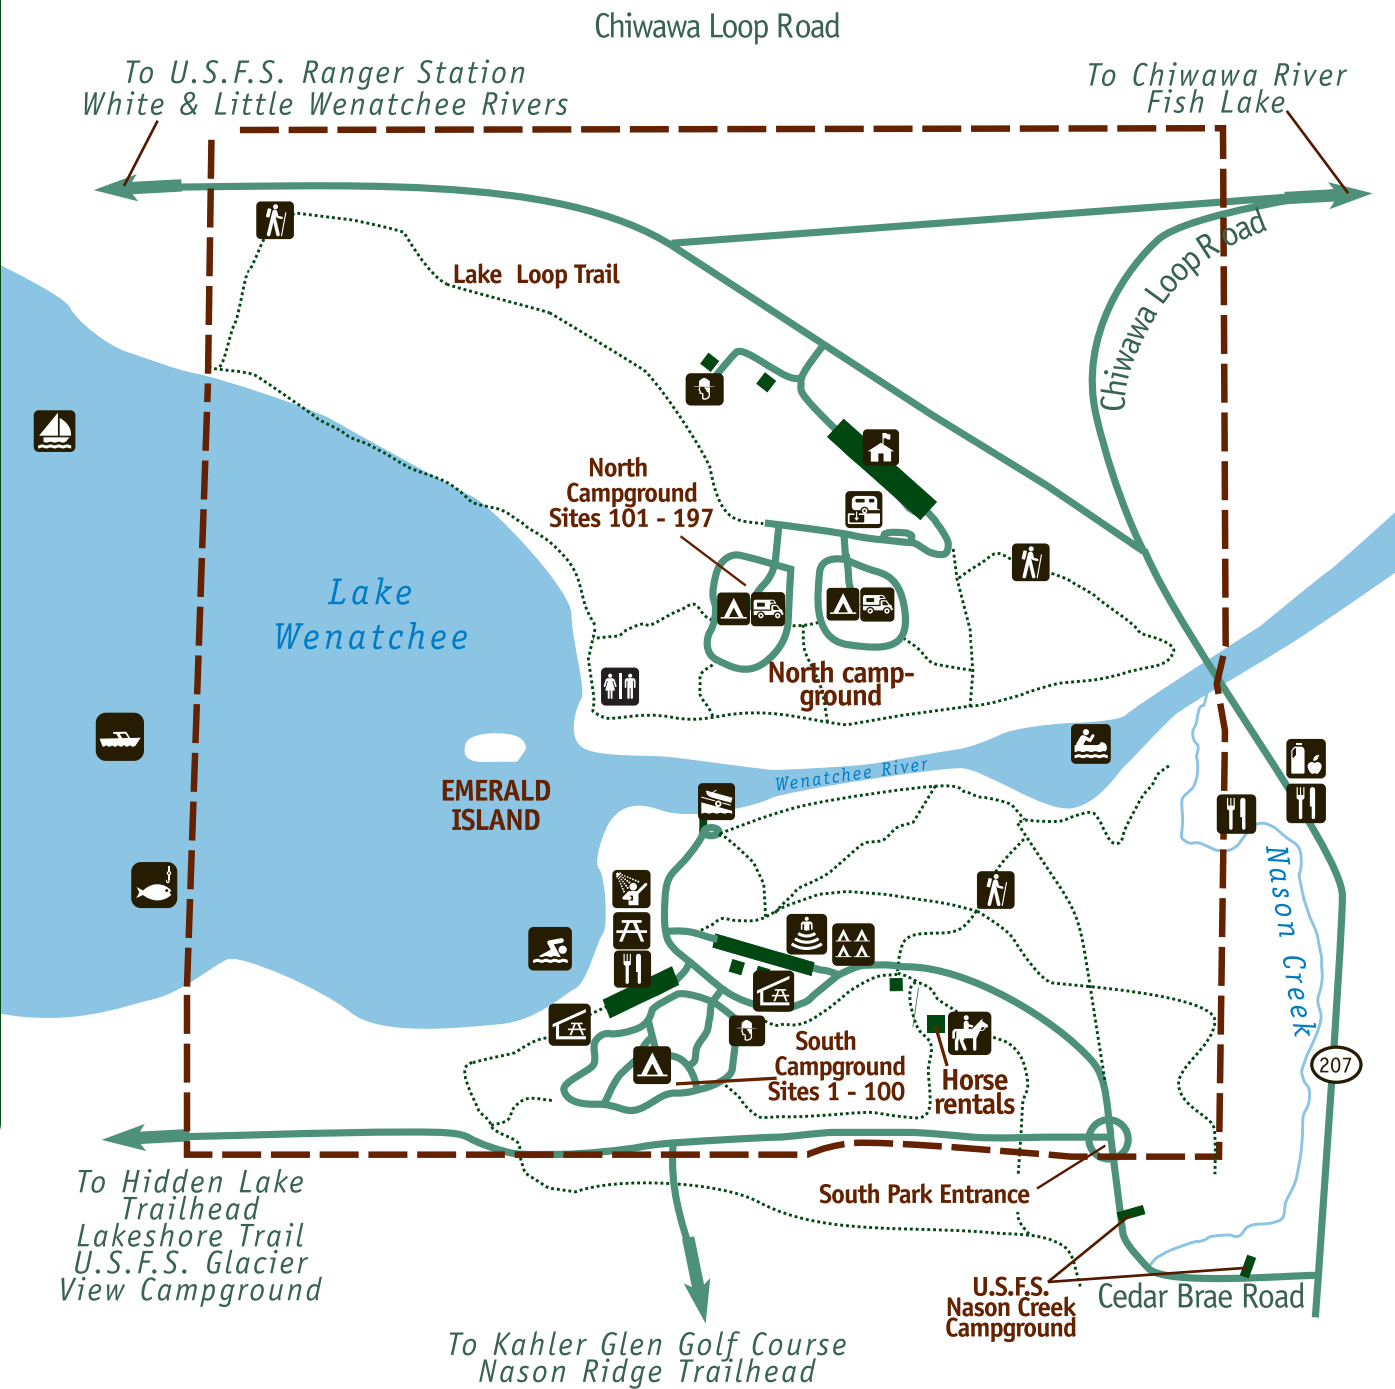 Chiwawa Loop Road
To U.S.F.S. Ranger Station
White & Little Wenatchee Rivers
To Chiwawa River
Fish Lake
Chiwawa Loop Road
Lake Loop Trail
North
Campground
Sites 101 - 197
Lake
Wenatchee
North camp-
ground
EMERALD
ISLAND
Wenatchee River
Nason Creek
South
Campground
Sites 1 - 100
Horse
rentals
207
South Park Entrance
To Hidden Lake
Trailhead
Lakeshore Trail
U.S.F.S. Glacier
View Campground
U.S.F.S.
Nason Creek
Campground
Cedar Brae Road
To Kahler Glen Golf Course
Nason Ridge Trailhead